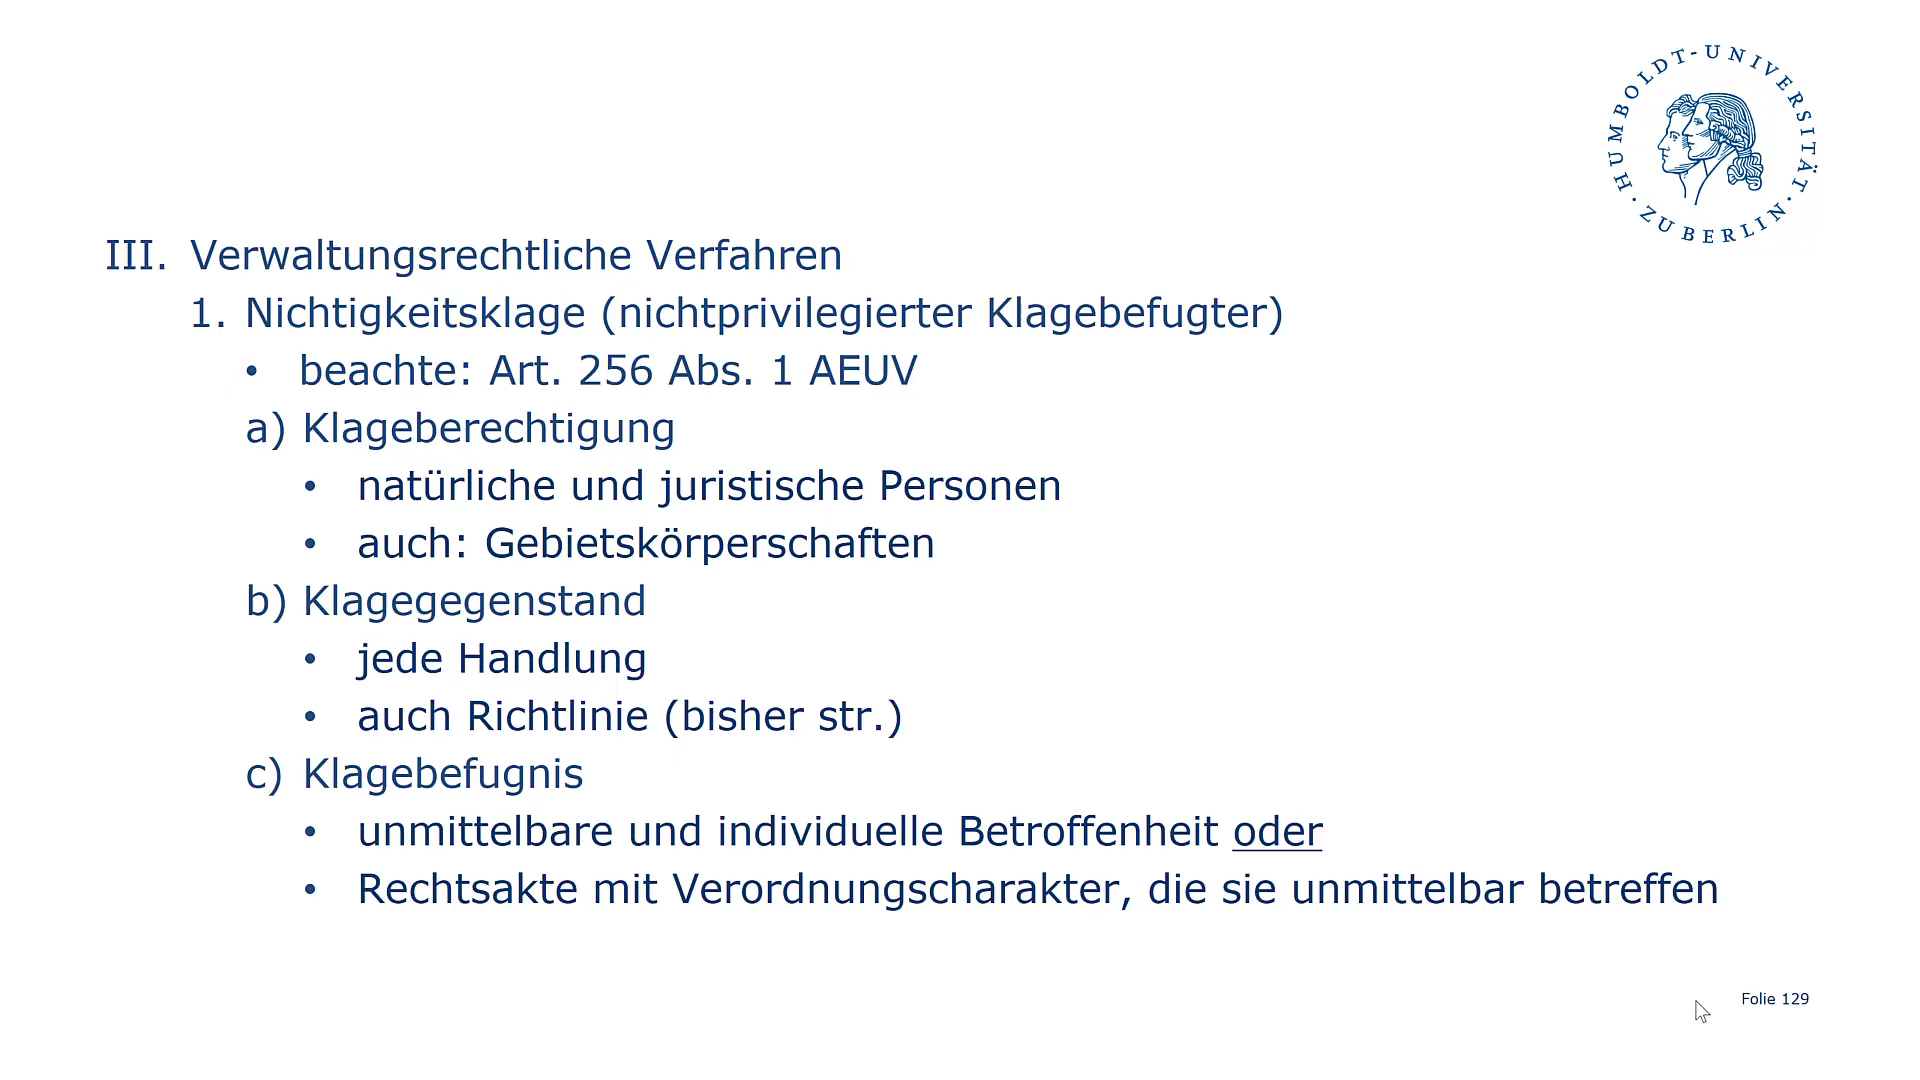 HUMBOLDT-UNIVERSITÄT
· ZU BERLIN ·
III. Verwaltungsrechtliche Verfahren
1. Nichtigkeitsklage (nichtprivilegierter Klagebefugter)
• beachte: Art. 256 Abs. 1 AEUV
a) Klageberechtigung
• natürliche und juristische Personen
• auch: Gebietskörperschaften
b) Klagegegenstand
• jede Handlung
• auch Richtlinie (bisher str.)
c) Klagebefugnis
• unmittelbare und individuelle Betroffenheit oder
• Rechtsakte mit Verordnungscharakter, die sie unmittelbar betreffen
Folie 129